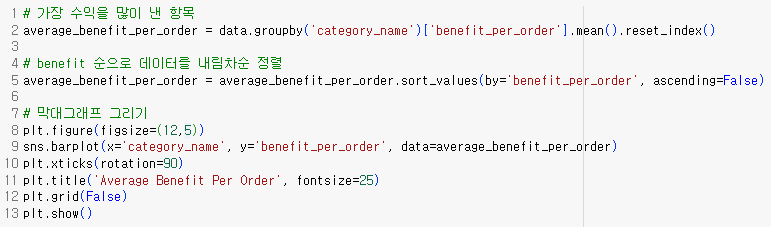 1 # 가장 수익을 많이 낸 항목
2 average_benefit_per_order = data.groupby('category_name')['benefit_per_order'].mean().reset_index()
3
4 # benefit 순으로 데이터를 내림차순 정렬
5 average_benefit_per_order = average_benefit_per_order.sort_values(by='benefit_per_order', ascending=False)
6
7 # 막대그래프 그리기
8 plt.figure(figsize=(12,5))
9 sns.barplot(x='category_name', y='benefit_per_order', data=average_benefit_per_order)
10 plt.xticks(rotation=90)
11 plt.title('Average Benefit Per Order', fontsize=25)
12 plt.grid(False)
13 plt.show()